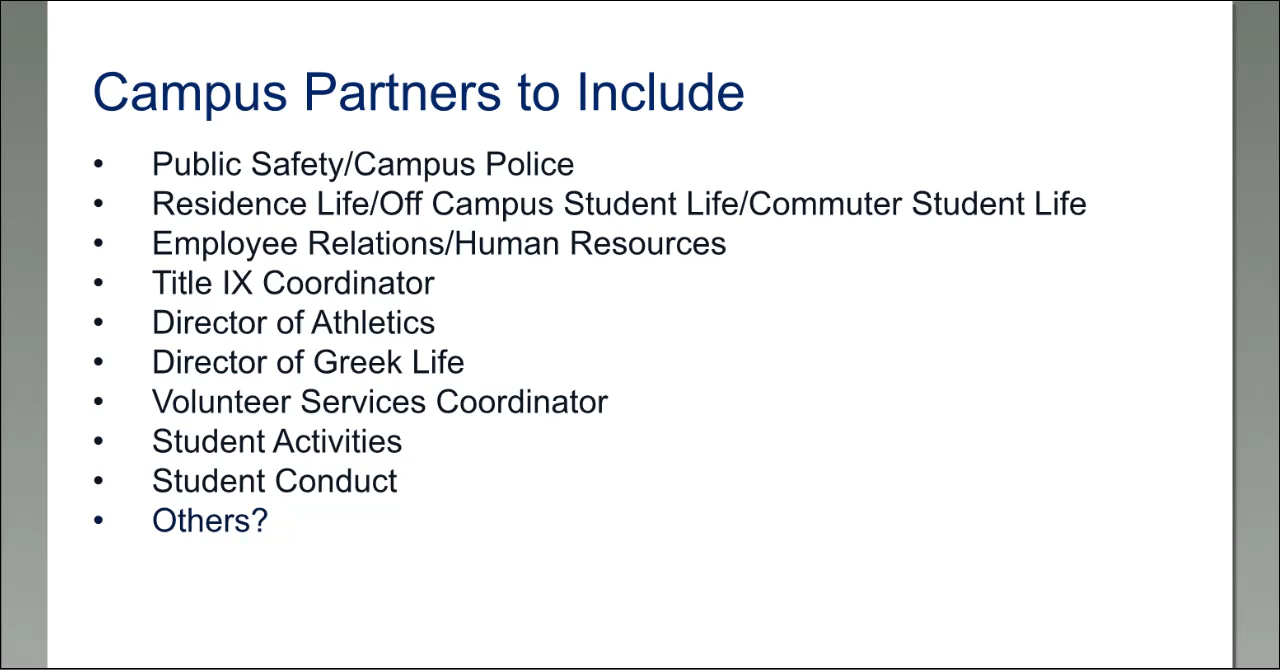 Campus Partners to Include
• Public Safety/Campus Police
• Residence Life/Off Campus Student Life/Commuter Student Life
• Employee Relations/Human Resources
• Title IX Coordinator
• Director of Athletics
• Director of Greek Life
• Volunteer Services Coordinator
• Student Activities
• Student Conduct
• Others?